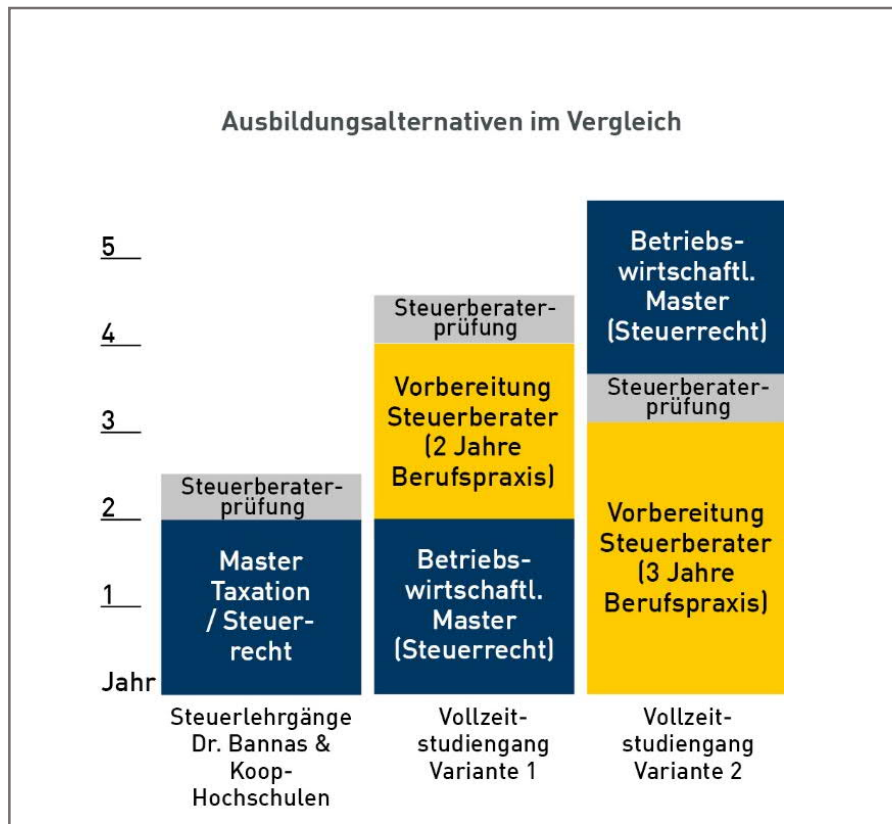 Ausbildungsalternativen im Vergleich
5
4
3
2
1
Jahr
Steuerberater-
prüfung
Master
Taxation
/ Steuer-
recht
Steuerlehrgänge
Dr. Bannas &
Koop-
Hochschulen
Steuerberater-
prüfung
Vorbereitung
Steuerberater
(2 Jahre
Berufspraxis)
Betriebs-
wirtschaftl.
Master
(Steuerrecht)
Vollzeit-
studiengang
Variante 1
Betriebs-
wirtschaftl.
Master
(Steuerrecht)
Steuerberater-
prüfung
Vorbereitung
Steuerberater
(3 Jahre
Berufspraxis)
Vollzeit-
studiengang
Variante 2